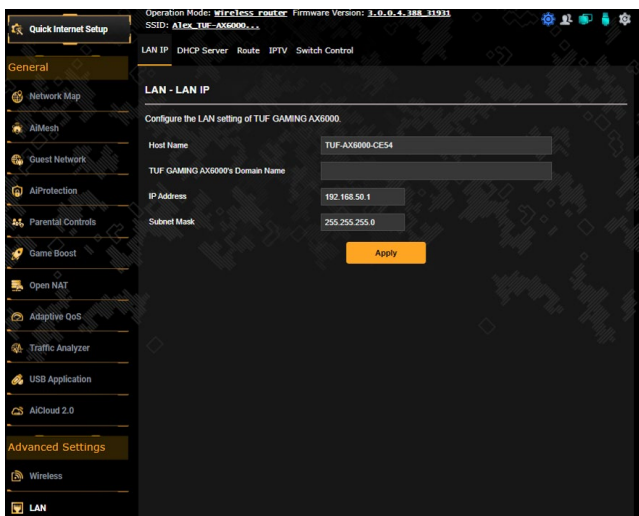 Quick Internet Setup
Operation Mode: Wireless router Firmware Version: 3.0.0.4.388_31931
SSID: Alex_TUF-AX6000...
LAN IP DHCP Server Route IPTV Switch Control
General
Network Map
AiMesh
Guest Network
AiProtection
Parental Controls
Game Boost
Open NAT
Adaptive QoS
Traffic Analyzer
USB Application
AiCloud 2.0
Advanced Settings
Wireless
LAN
LAN - LAN IP
Configure the LAN setting of TUF GAMING AX6000.
Host Name TUF-AX6000-CE54
TUF GAMING AX6000's Domain Name
IP Address 192.168.50.1
Subnet Mask 255.255.255.0
Apply